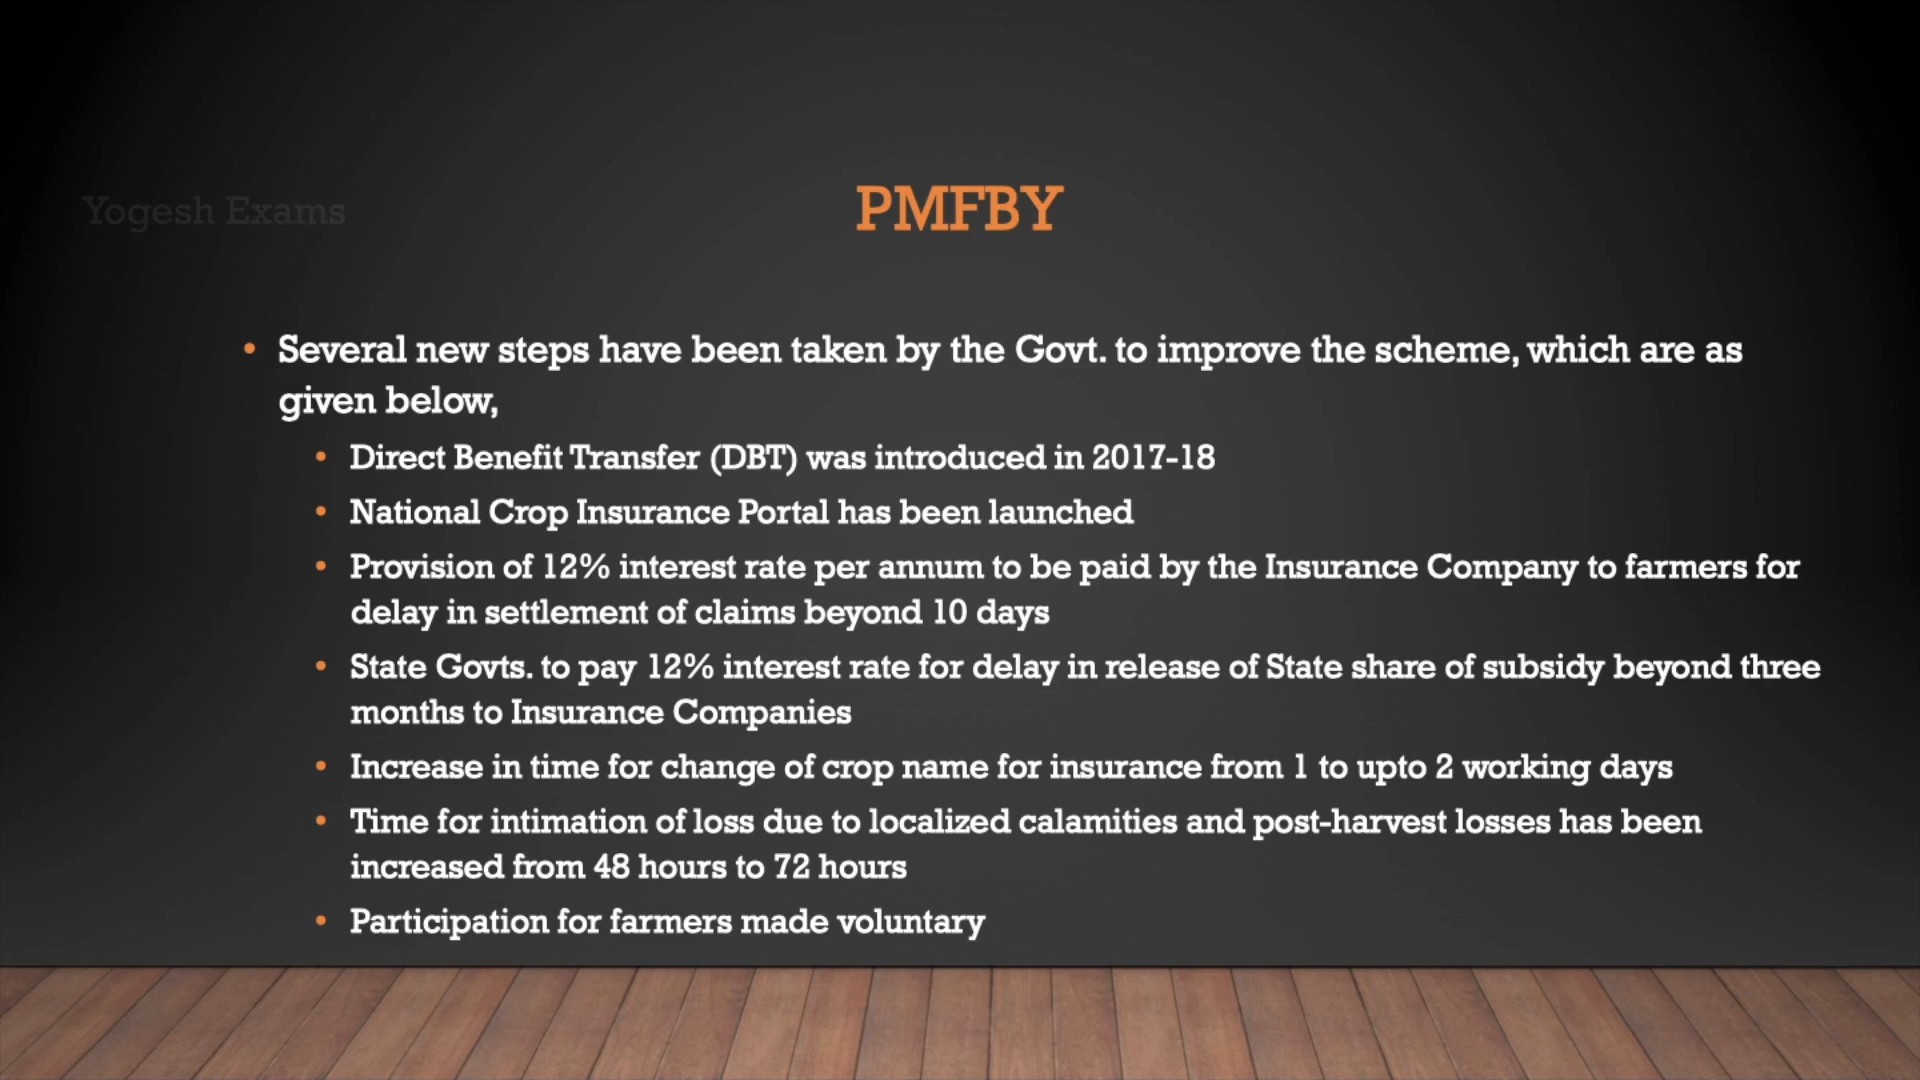 Yogesh Exams
PMFBY
• Several new steps have been taken by the Govt. to improve the scheme, which are as
given below,
• Direct Benefit Transfer (DBT) was introduced in 2017-18
• National Crop Insurance Portal has been launched
• Provision of 12% interest rate per annum to be paid by the Insurance Company to farmers for
delay in settlement of claims beyond 10 days
• State Govts. to pay 12% interest rate for delay in release of State share of subsidy beyond three
months to Insurance Companies
• Increase in time for change of crop name for insurance from 1 to upto 2 working days
• Time for intimation of loss due to localized calamities and post-harvest losses has been
increased from 48 hours to 72 hours
• Participation for farmers made voluntary